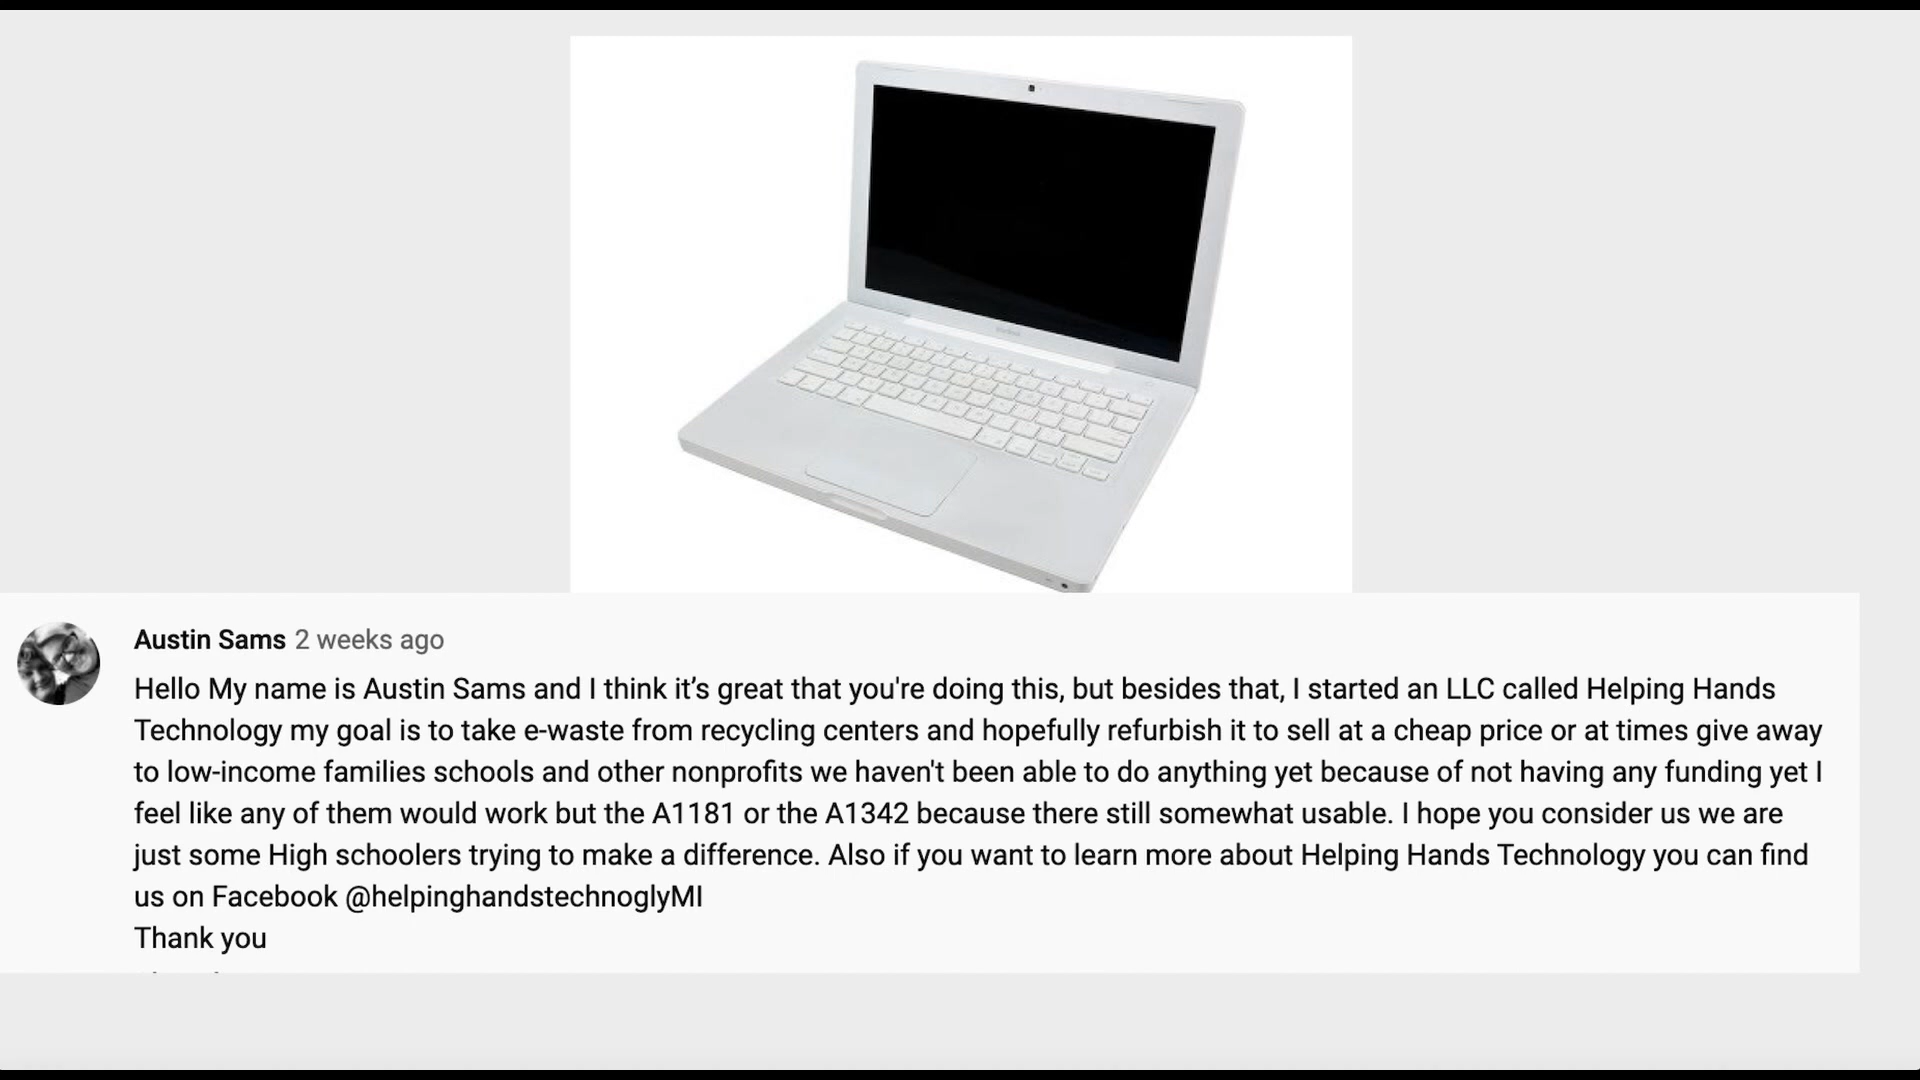 Austin Sams 2 weeks ago
Hello My name is Austin Sams and I think it’s great that you're doing this, but besides that, I started an LLC called Helping Hands
Technology my goal is to take e-waste from recycling centers and hopefully refurbish it to sell at a cheap price or at times give away
to low-income families schools and other nonprofits we haven't been able to do anything yet because of not having any funding yet I
feel like any of them would work but the A1181 or the A1342 because there still somewhat usable. I hope you consider us we are
just some High schoolers trying to make a difference. Also if you want to learn more about Helping Hands Technology you can find
us on Facebook @helpinghandstechnoglyMI
Thank you